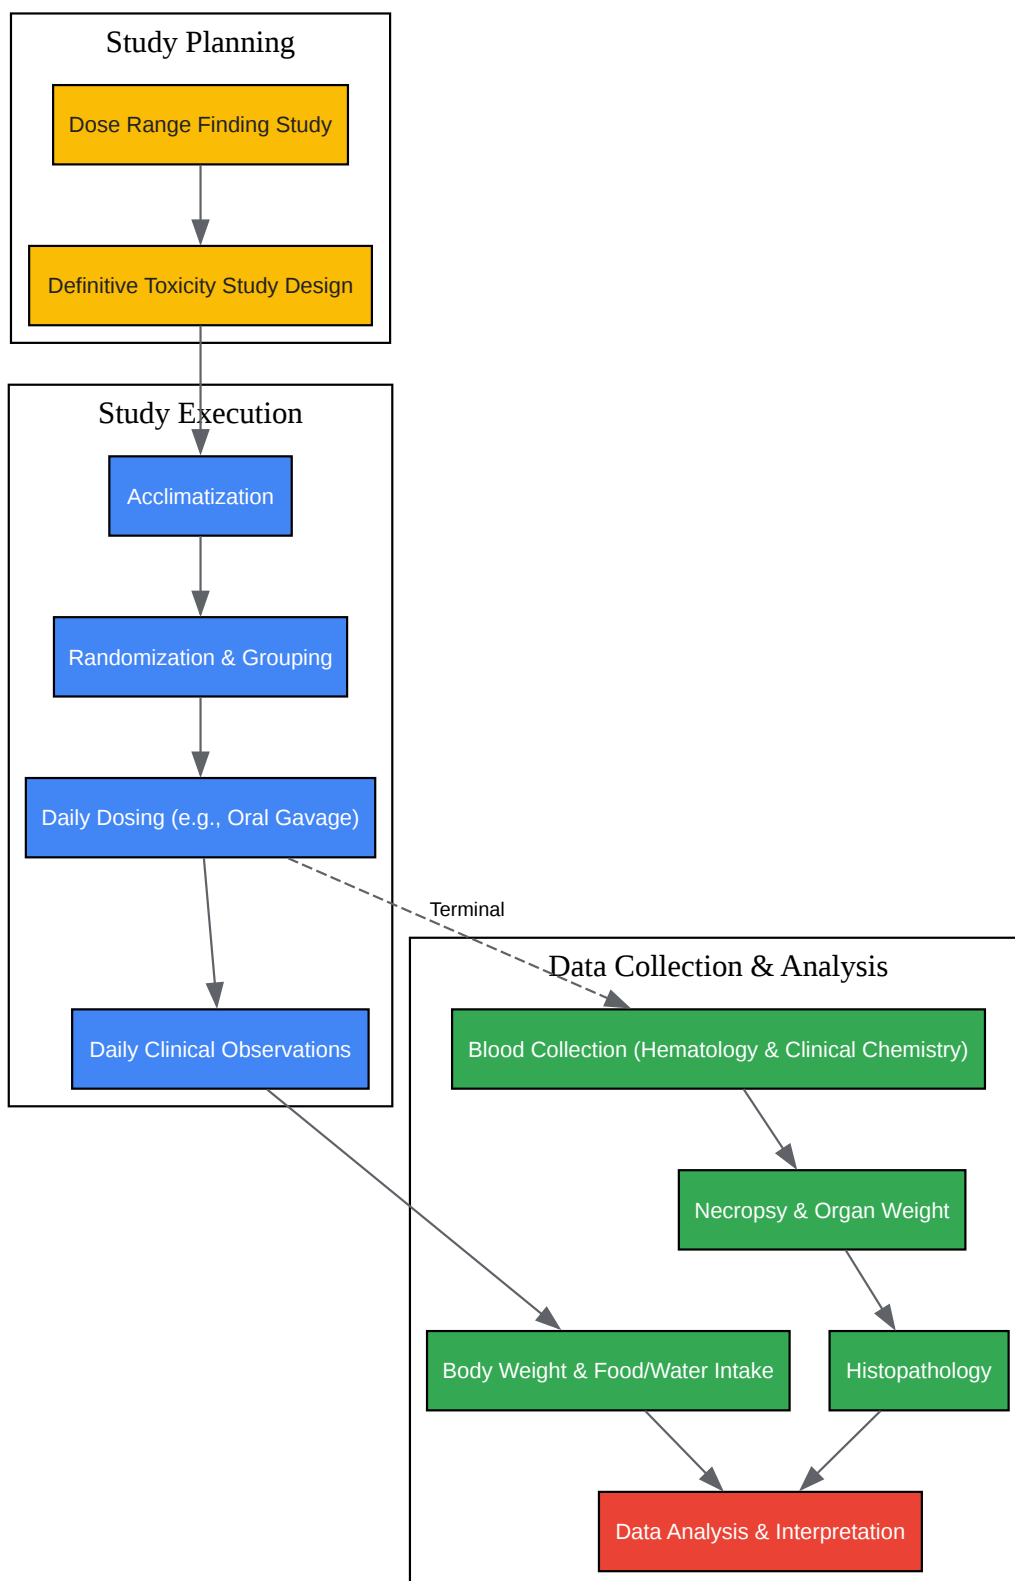 Study Planning
Dose Range Finding Study
Definitive Toxicity Study Design
Study Execution
Acclimatization
Randomization & Grouping
Daily Dosing (e.g., Oral Gavage)
Terminal
Data Collection & Analysis
Daily Clinical Observations
Blood Collection (Hematology & Clinical Chemistry)
Necropsy & Organ Weight
Body Weight & Food/Water Intake
Histopathology
Data Analysis & Interpretation